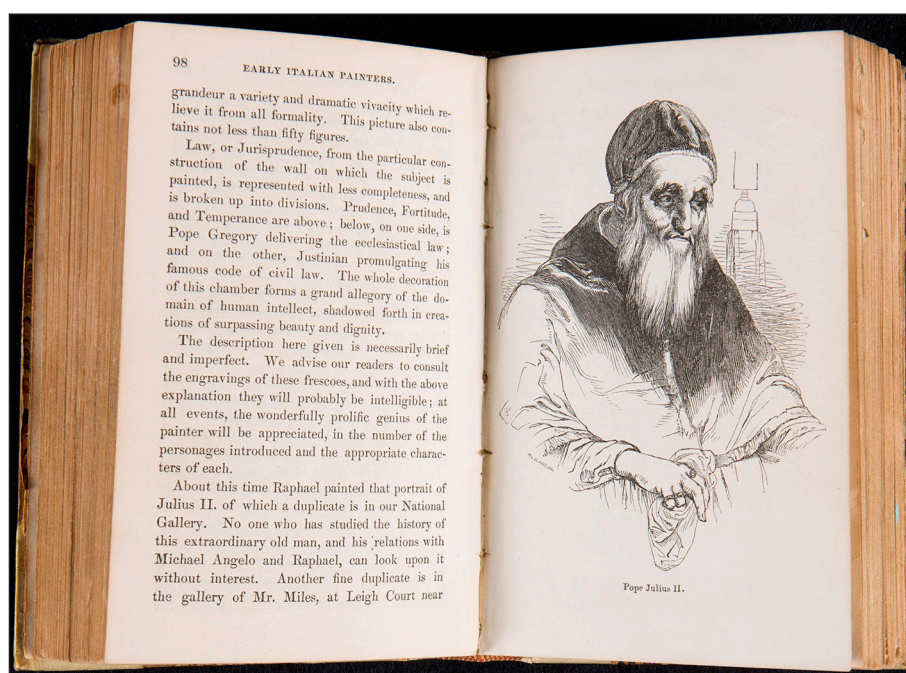 98
EARLY ITALIAN PAINTERS.
grandeur a variety and dramatic vivacity which re-
lieve it from all formality. This picture also con-
tains not less than fifty figures.
Law, or Jurisprudence, from the particular con-
struction of the wall on which the subject is
painted, is represented with less completeness, and
is broken up into divisions. Prudence, Fortitude,
and Temperance are above; below, on one side, is
Pope Gregory delivering the ecclesiastical law;
and on the other, Justinian promulgating his
famous code of civil law. The whole decoration
of this chamber forms a grand allegory of the do-
main of human intellect, shadowed forth in crea-
tions of surpassing beauty and dignity.
The description here given is necessarily brief
and imperfect. We advise our readers to consult
the engravings of these frescoes, and with the above
explanation they will probably be intelligible; at
all events, the wonderfully prolific genius of the
painter will be appreciated, in the number of the
personages introduced and the appropriate charac-
ters of each.
About this time Raphael painted that portrait of
Julius II. of which a duplicate is in our National
Gallery. No one who has studied the history of
this extraordinary old man, and his relations with
Michael Angelo and Raphael, can look upon it
without interest. Another fine duplicate is in
the gallery of Mr. Miles, at Leigh Court near
Pope Julius II.